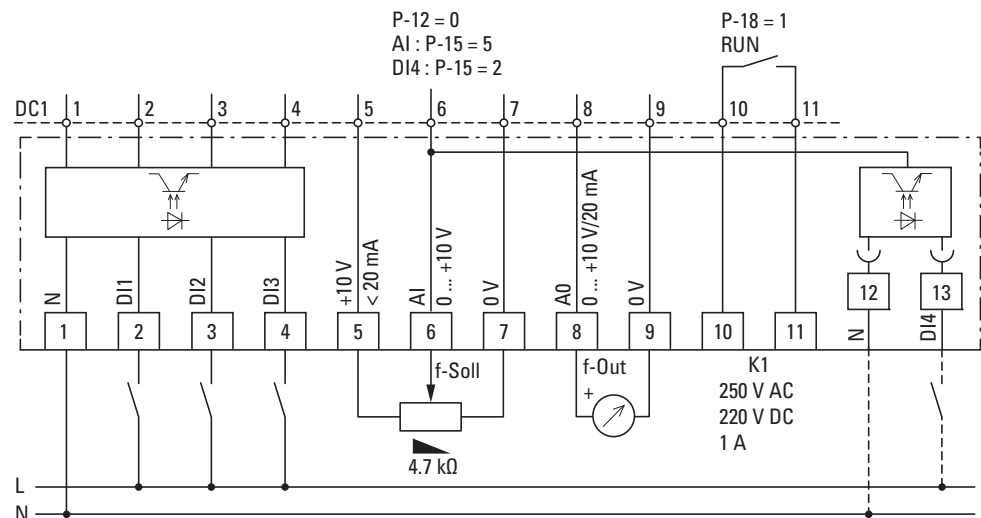 P-12 = 0
AI : P-15 = 5
DI4 : P-15 = 2
P-18 = 1
RUN
DC1 1 2 3 4 5 6 7 8 9 10 11
N
DI1
DI2
DI3
+10 V
< 20 mA
AI
0 ... +10 V
0 V
A0
0 ... +10 V/20 mA
0 V
12 13
N
DI4
1 2 3 4 5 6 7 8 9 10 11
f-Soll
4.7 kΩ
f-Out
+
K1
250 V AC
220 V DC
1 A
L
N